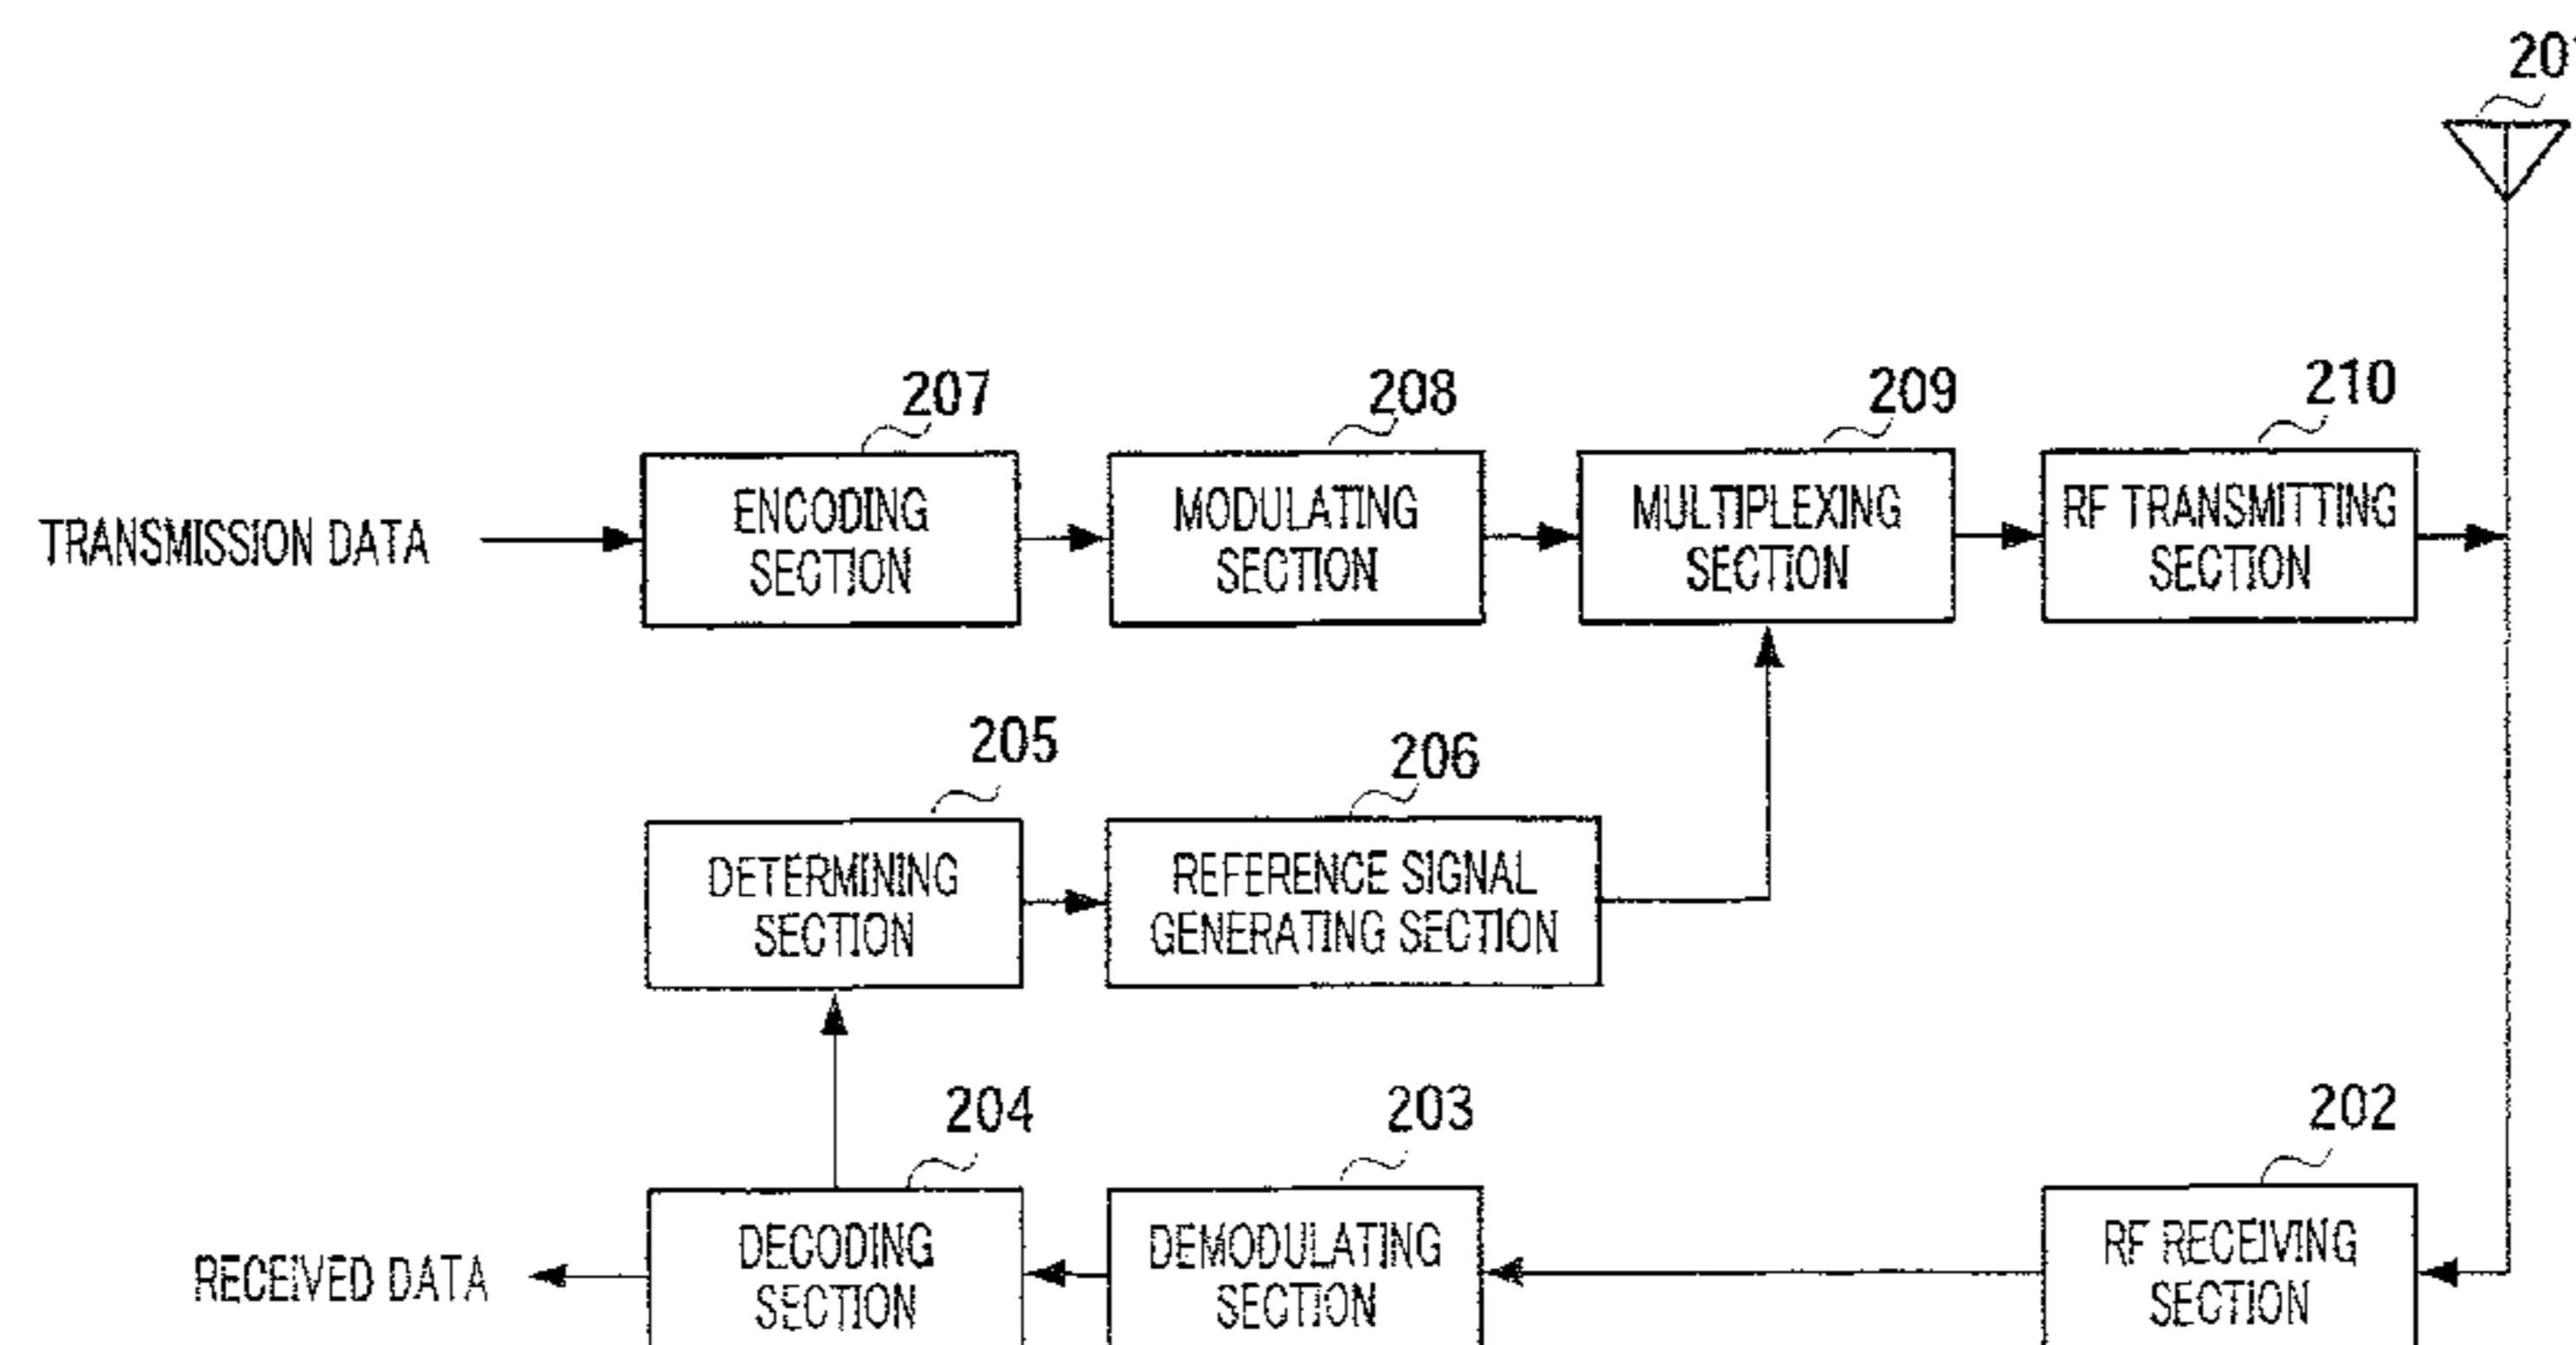 207
208
209
210
TRANSMISSION DATA
ENCODING
SECTION
MODULATING
SECTION
MULTIPLEXING
SECTION
RF TRANSMITTING
SECTION
205
206
DETERMINING
SECTION
REFERENCE SIGNAL
GENERATING SECTION
204
203
202
RECEIVED DATA
DECODING
SECTION
DEMODULATING
SECTION
RF RECEIVING
SECTION